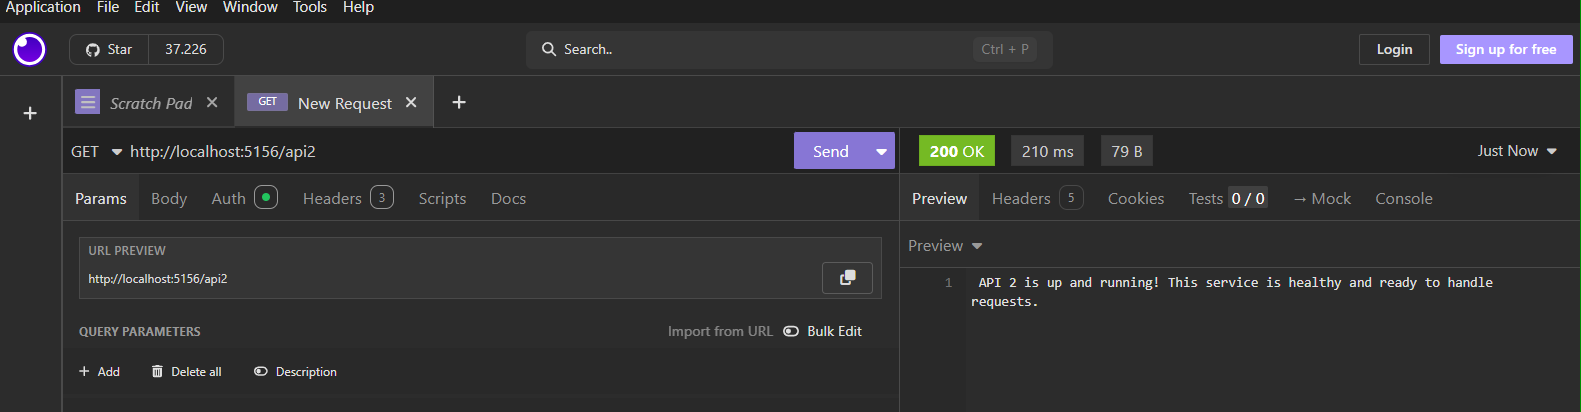 Application File Edit View Window Tools Help
Star 37.226 Search.. Ctrl + P Login Sign up for free
Scratch Pad GET New Request
GET http://localhost:5156/api2 Send 200 OK 210 ms 79 B Just Now
Params Body Auth Headers 3 Scripts Docs Preview Headers 5 Cookies Tests 0 / 0 → Mock Console
URL PREVIEW
http://localhost:5156/api2
Preview
1 API 2 is up and running! This service is healthy and ready to handle
requests.
QUERY PARAMETERS Import from URL Bulk Edit
Add Delete all Description